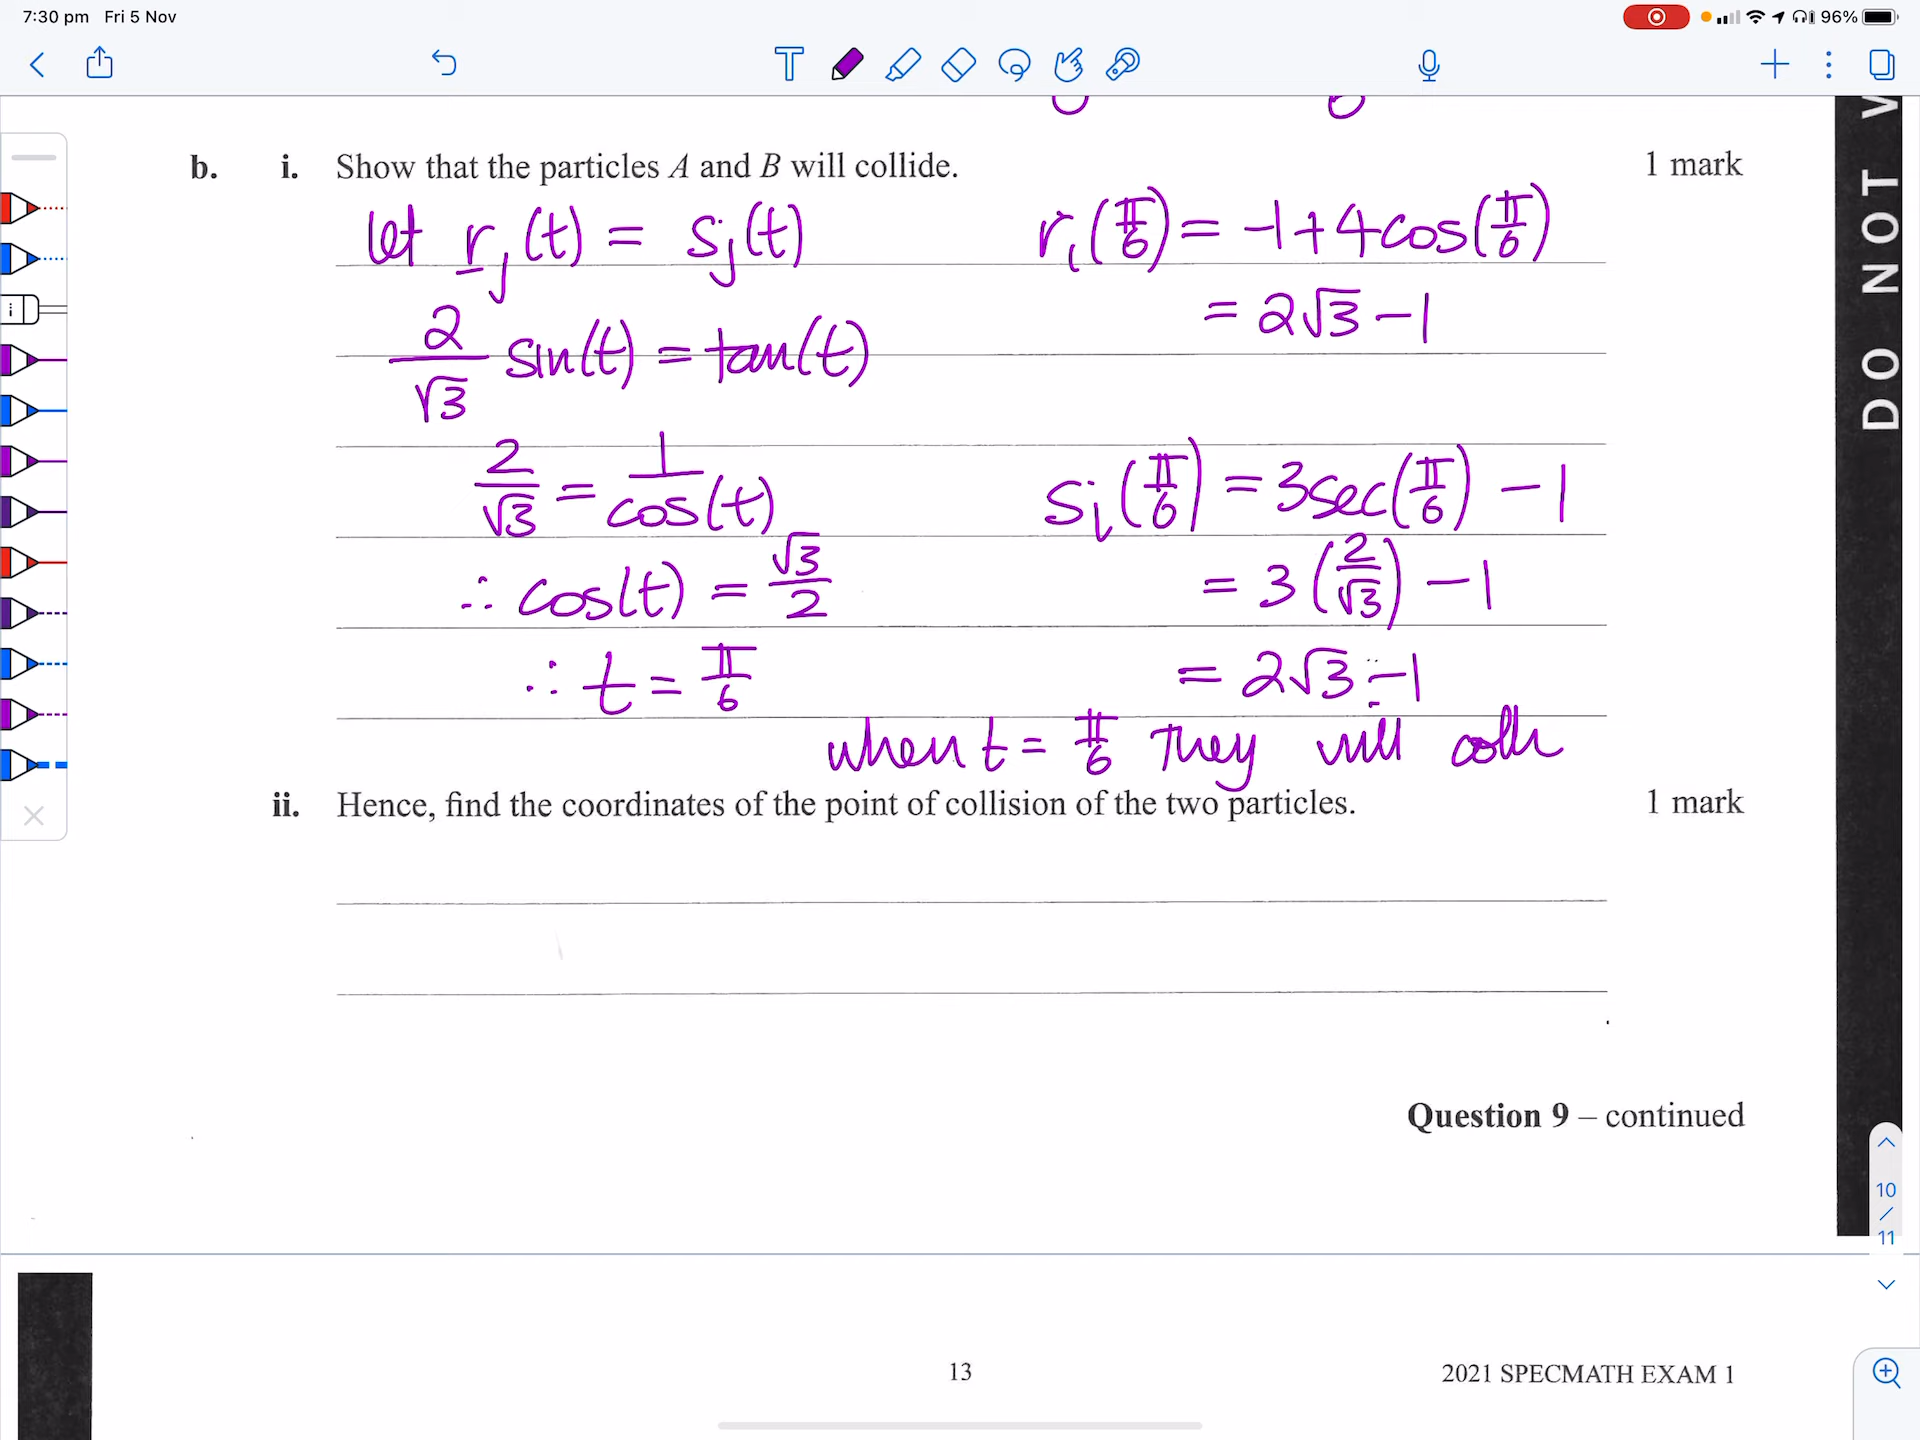 7:30 pm Fri 5 Nov
96%
DO NOT
b. i. Show that the particles A and B will collide. 1 mark
let r_j(t) = s_j(t)
2/√3 sin(t) = tan(t)
2/√3 = 1/cos(t)
∴ cos(t) = √3/2
∴ t = π/6
r_i(π/6) = -1+4cos(π/6)
= 2√3 - 1
s_i(π/6) = 3sec(π/6) - 1
= 3(2/√3) - 1
= 2√3 - 1
when t = π/6 they will
ii. Hence, find the coordinates of the point of collision of the two particles. 1 mark
Question 9 – continued
10
/
11
13
2021 SPECMATH EXAM 1